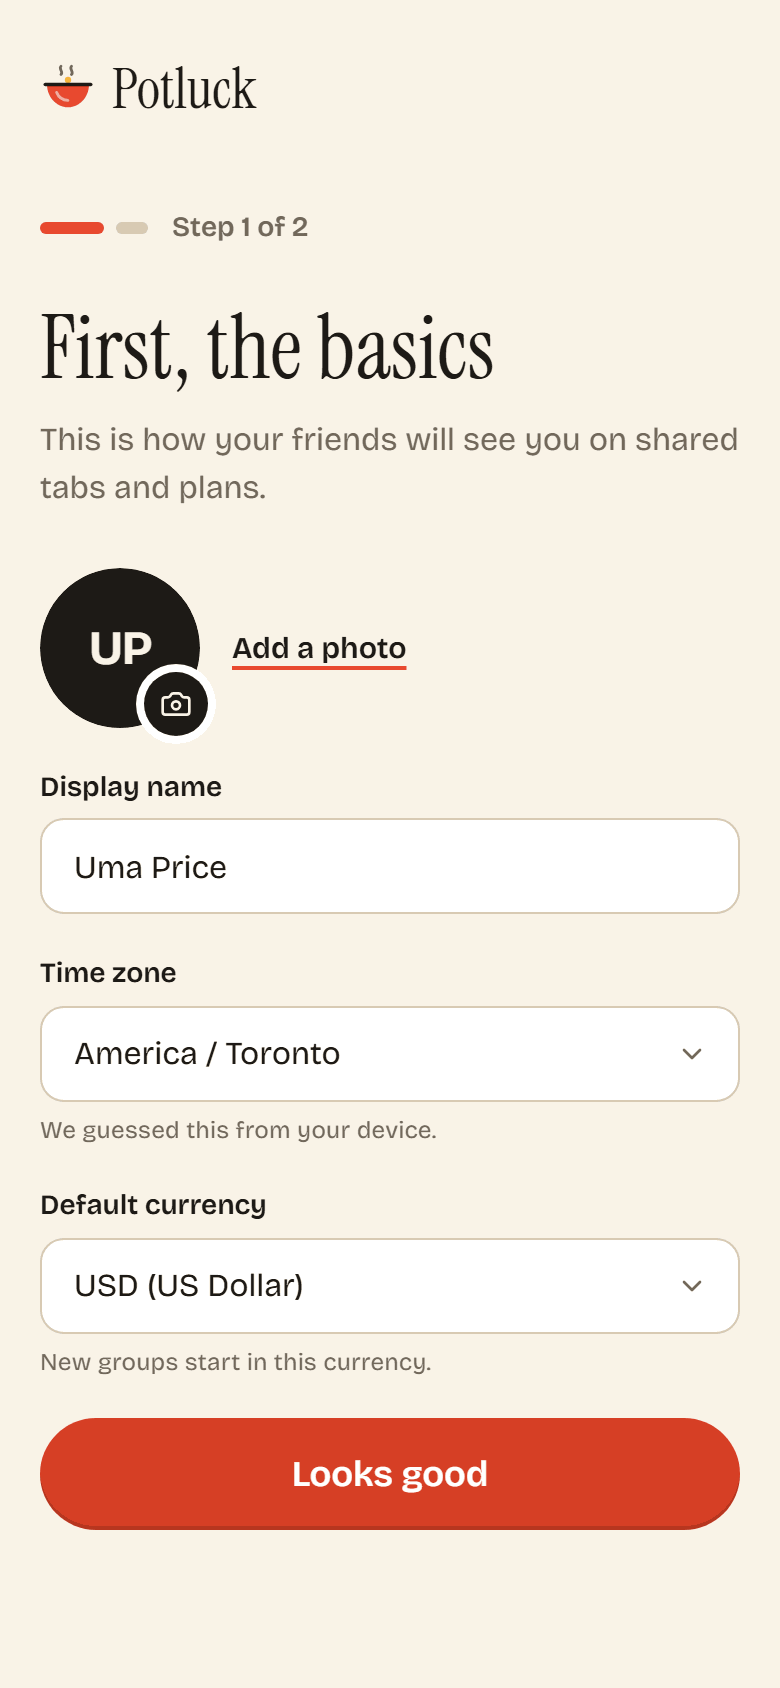 Potluck
Step 1 of 2
First, the basics
This is how your friends will see you on shared
tabs and plans.
UP
Add a photo
Display name
Uma Price
Time zone
America / Toronto
We guessed this from your device.
Default currency
USD (US Dollar)
New groups start in this currency.
Looks good